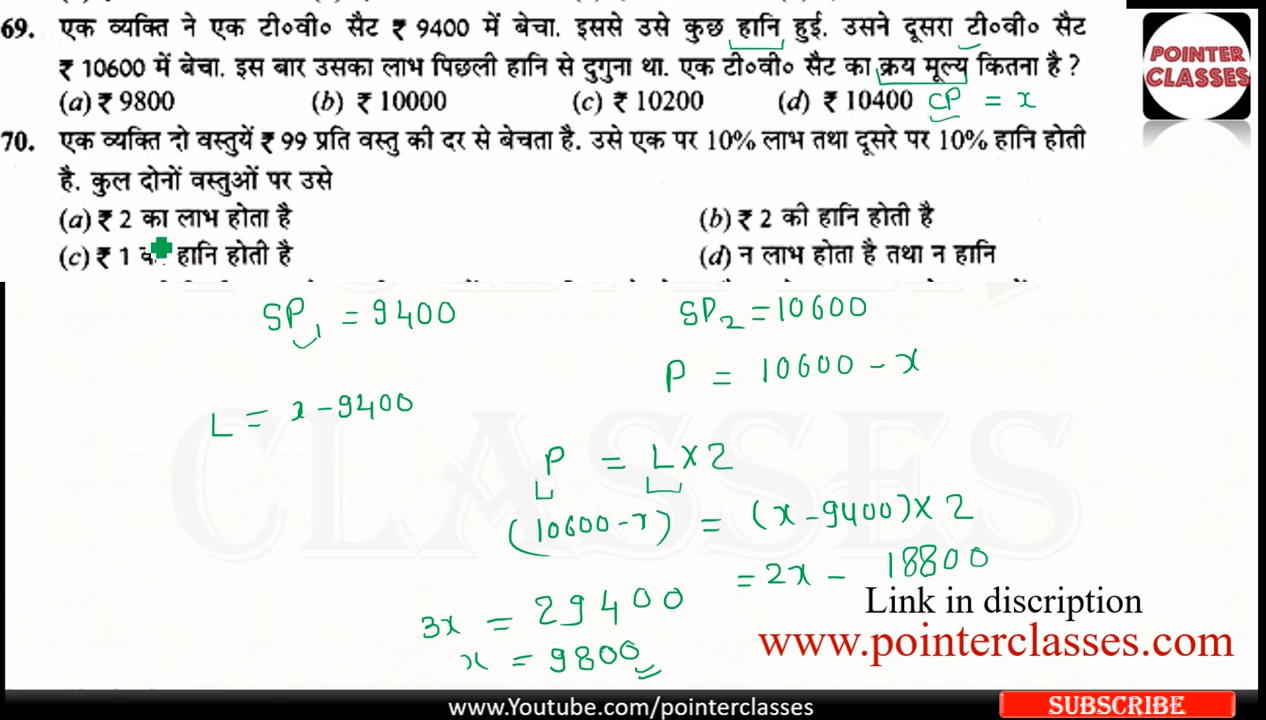 69. एक व्यक्ति ने एक टी०वी० सैट ₹ 9400 में बेचा. इससे उसे कुछ हानि हुई. उसने दूसरा टी०वी० सैट
₹ 10600 में बेचा. इस बार उसका लाभ पिछली हानि से दुगुना था. एक टी०वी० सैट का क्रय मूल्य कितना है ?
(a) ₹ 9800 (b) ₹ 10000 (c) ₹ 10200 (d) ₹ 10400 CP = x
70. एक व्यक्ति दो वस्तुयें ₹ 99 प्रति वस्तु की दर से बेचता है. उसे एक पर 10% लाभ तथा दूसरे पर 10% हानि होती
है. कुल दोनों वस्तुओं पर उसे
(a) ₹ 2 का लाभ होता है (b) ₹ 2 की हानि होती है
(c) ₹ 1 हानि होती है (d) न लाभ होता है तथा न हानि
POINTER
CLASSES
SP1 = 9400 SP2 = 10600
P = 10600 - x
L = x - 9400
CLASSES
P = L × 2
(10600 - x) = (x - 9400) × 2
= 2x - 18800
3x = 29400
x = 9800
Link in discription
www.pointerclasses.com
www.Youtube.com/pointerclasses
SUBSCRIBE